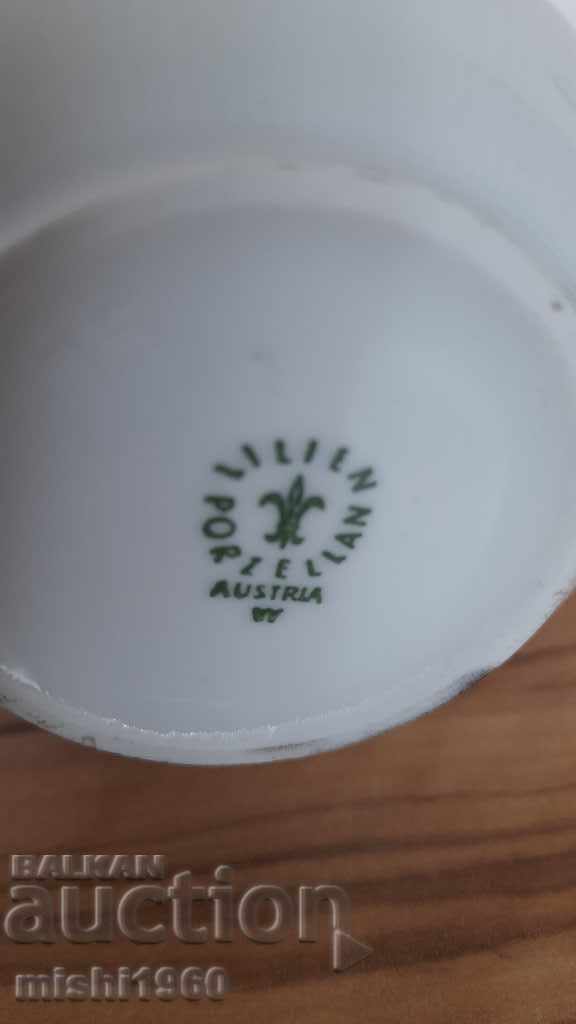 LILIEN
PORZELLAN
AUSTRIA
BALKAN
auction
mishi1960